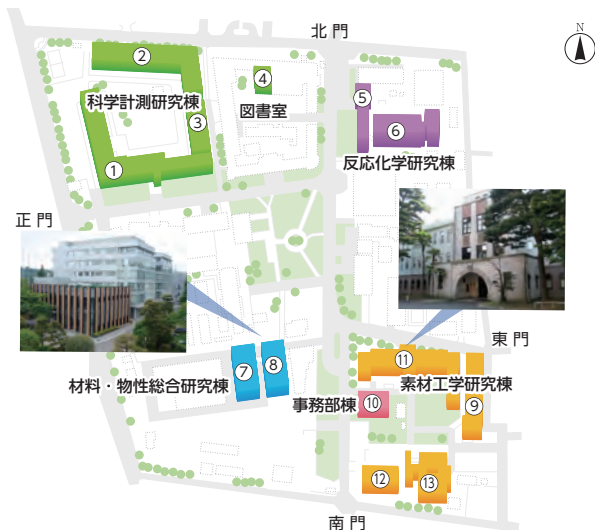 北門
N
②
④
科学計測研究棟
図書室
⑤
③
⑥
反応化学研究棟
①
正門
東門
⑪
⑦
⑧
材料・物性総合研究棟
素材工学研究棟
事務部棟
⑩
⑨
⑫
⑬
南門